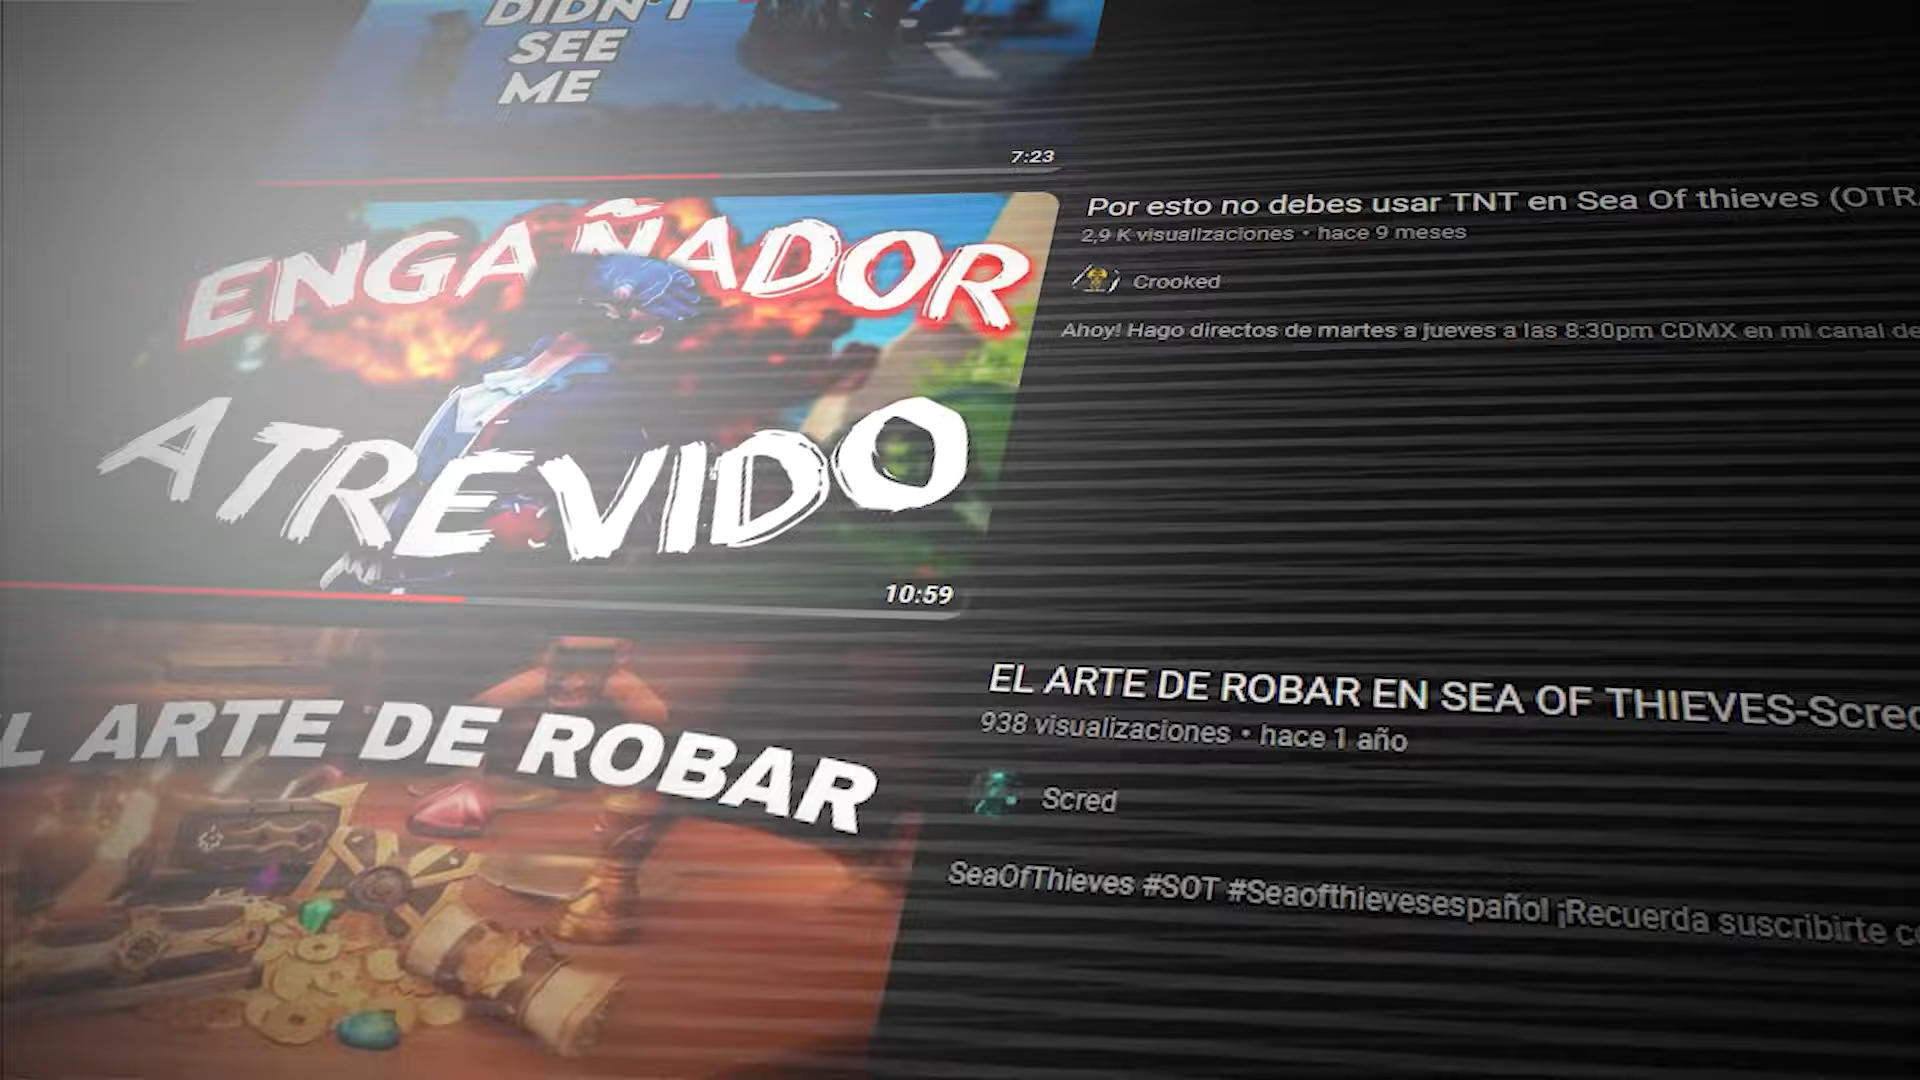 DIDN'T
SEE
ME
7:23
ENGAÑADOR
ATREVIDO
10:59
Por esto no debes usar TNT en Sea Of thieves (OTR
2,9 K visualizaciones • hace 9 meses
Crooked
Ahoy! Hago directos de martes a jueves a las 8:30pm CDMX en mi canal de
EL ARTE DE ROBAR
EL ARTE DE ROBAR EN SEA OF THIEVES-Scred
938 visualizaciones • hace 1 año
Scred
SeaOfThieves #SOT #Seaofthievesespañol ¡Recuerda suscribirte